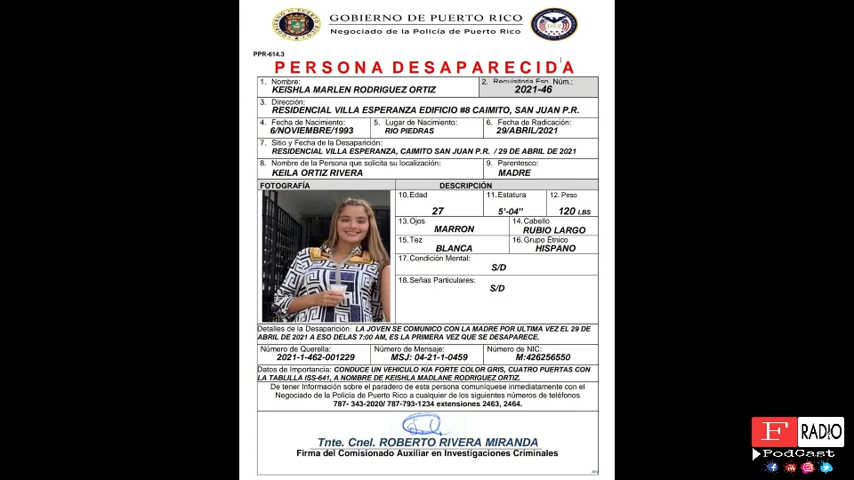 GOBIERNO DE PUERTO RICO
Negociado de la Policía de Puerto Rico
PPR-614.3
PERSONA DESAPARECIDA
1. Nombre: 2. Requisitoria Esp. Núm.:
KEISHLA MARLEN RODRIGUEZ ORTIZ 2021-46
3. Dirección:
RESIDENCIAL VILLA ESPERANZA EDIFICIO #8 CAIMITO, SAN JUAN P.R.
4. Fecha de Nacimiento: 5. Lugar de Nacimiento: 6. Fecha de Radicación:
6/NOVIEMBRE/1993 RIO PIEDRAS 29/ABRIL/2021
7. Sitio y Fecha de la Desaparición:
RESIDENCIAL VILLA ESPERANZA, CAIMITO SAN JUAN P.R. / 29 DE ABRIL DE 2021
8. Nombre de la Persona que solicita su localización: 9. Parentesco:
KEILA ORTIZ RIVERA MADRE
FOTOGRAFÍA DESCRIPCIÓN
10. Edad 11. Estatura 12. Peso
27 5'-04" 120 LBS
13. Ojos 14. Cabello
MARRON RUBIO LARGO
15. Tez 16. Grupo Étnico
BLANCA HISPANO
17. Condición Mental:
S/D
18. Señas Particulares:
S/D
Detalles de la Desaparición: LA JOVEN SE COMUNICO CON LA MADRE POR ULTIMA VEZ EL 29 DE
ABRIL DE 2021 A ESO DELAS 7:00 AM, ES LA PRIMERA VEZ QUE SE DESAPARECE.
Número de Querella: Número de Mensaje: Número de NIC:
2021-1-462-001229 MSJ: 04-21-1-0459 M:426256550
Datos de Importancia: CONDUCE UN VEHICULO KIA FORTE COLOR GRIS, CUATRO PUERTAS CON
LA TABLILLA ISS-641, A NOMBRE DE KEISHLA MADLANE RODRIGUEZ ORTIZ.
De tener Información sobre el paradero de esta persona comuníquese inmediatamente con el
Negociado de la Policía de Puerto Rico a cualquier de los siguientes números de teléfonos
787- 343-2020/ 787-793-1234 extensiones 2463, 2464.
Tnte. Cnel. ROBERTO RIVERA MIRANDA
Firma del Comisionado Auxiliar en Investigaciones Criminales
F RADIO
PodCast